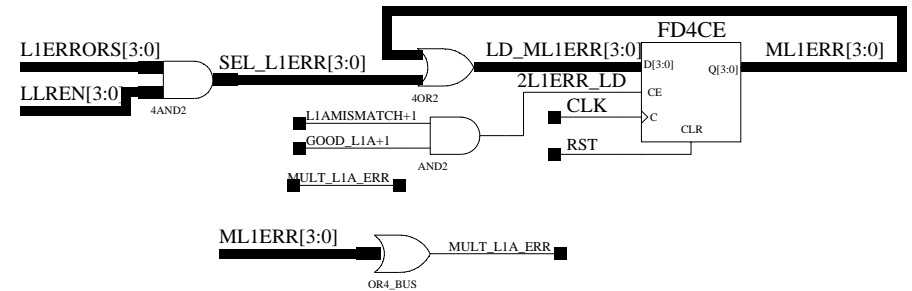 FD4CE
L1ERRORS[3:0]
SEL_L1ERR[3:0]
LD_ML1ERR[3:0]
ML1ERR[3:0]
D[3:0]
Q[3:0]
LLREN[3:0]
2L1ERR_LD
CE
4AND2
4OR2
CLK
C
L1AMISMATCH+1
CLR
GOOD_L1A+1
RST
AND2
MULT_L1A_ERR
ML1ERR[3:0]
MULT_L1A_ERR
OR4_BUS